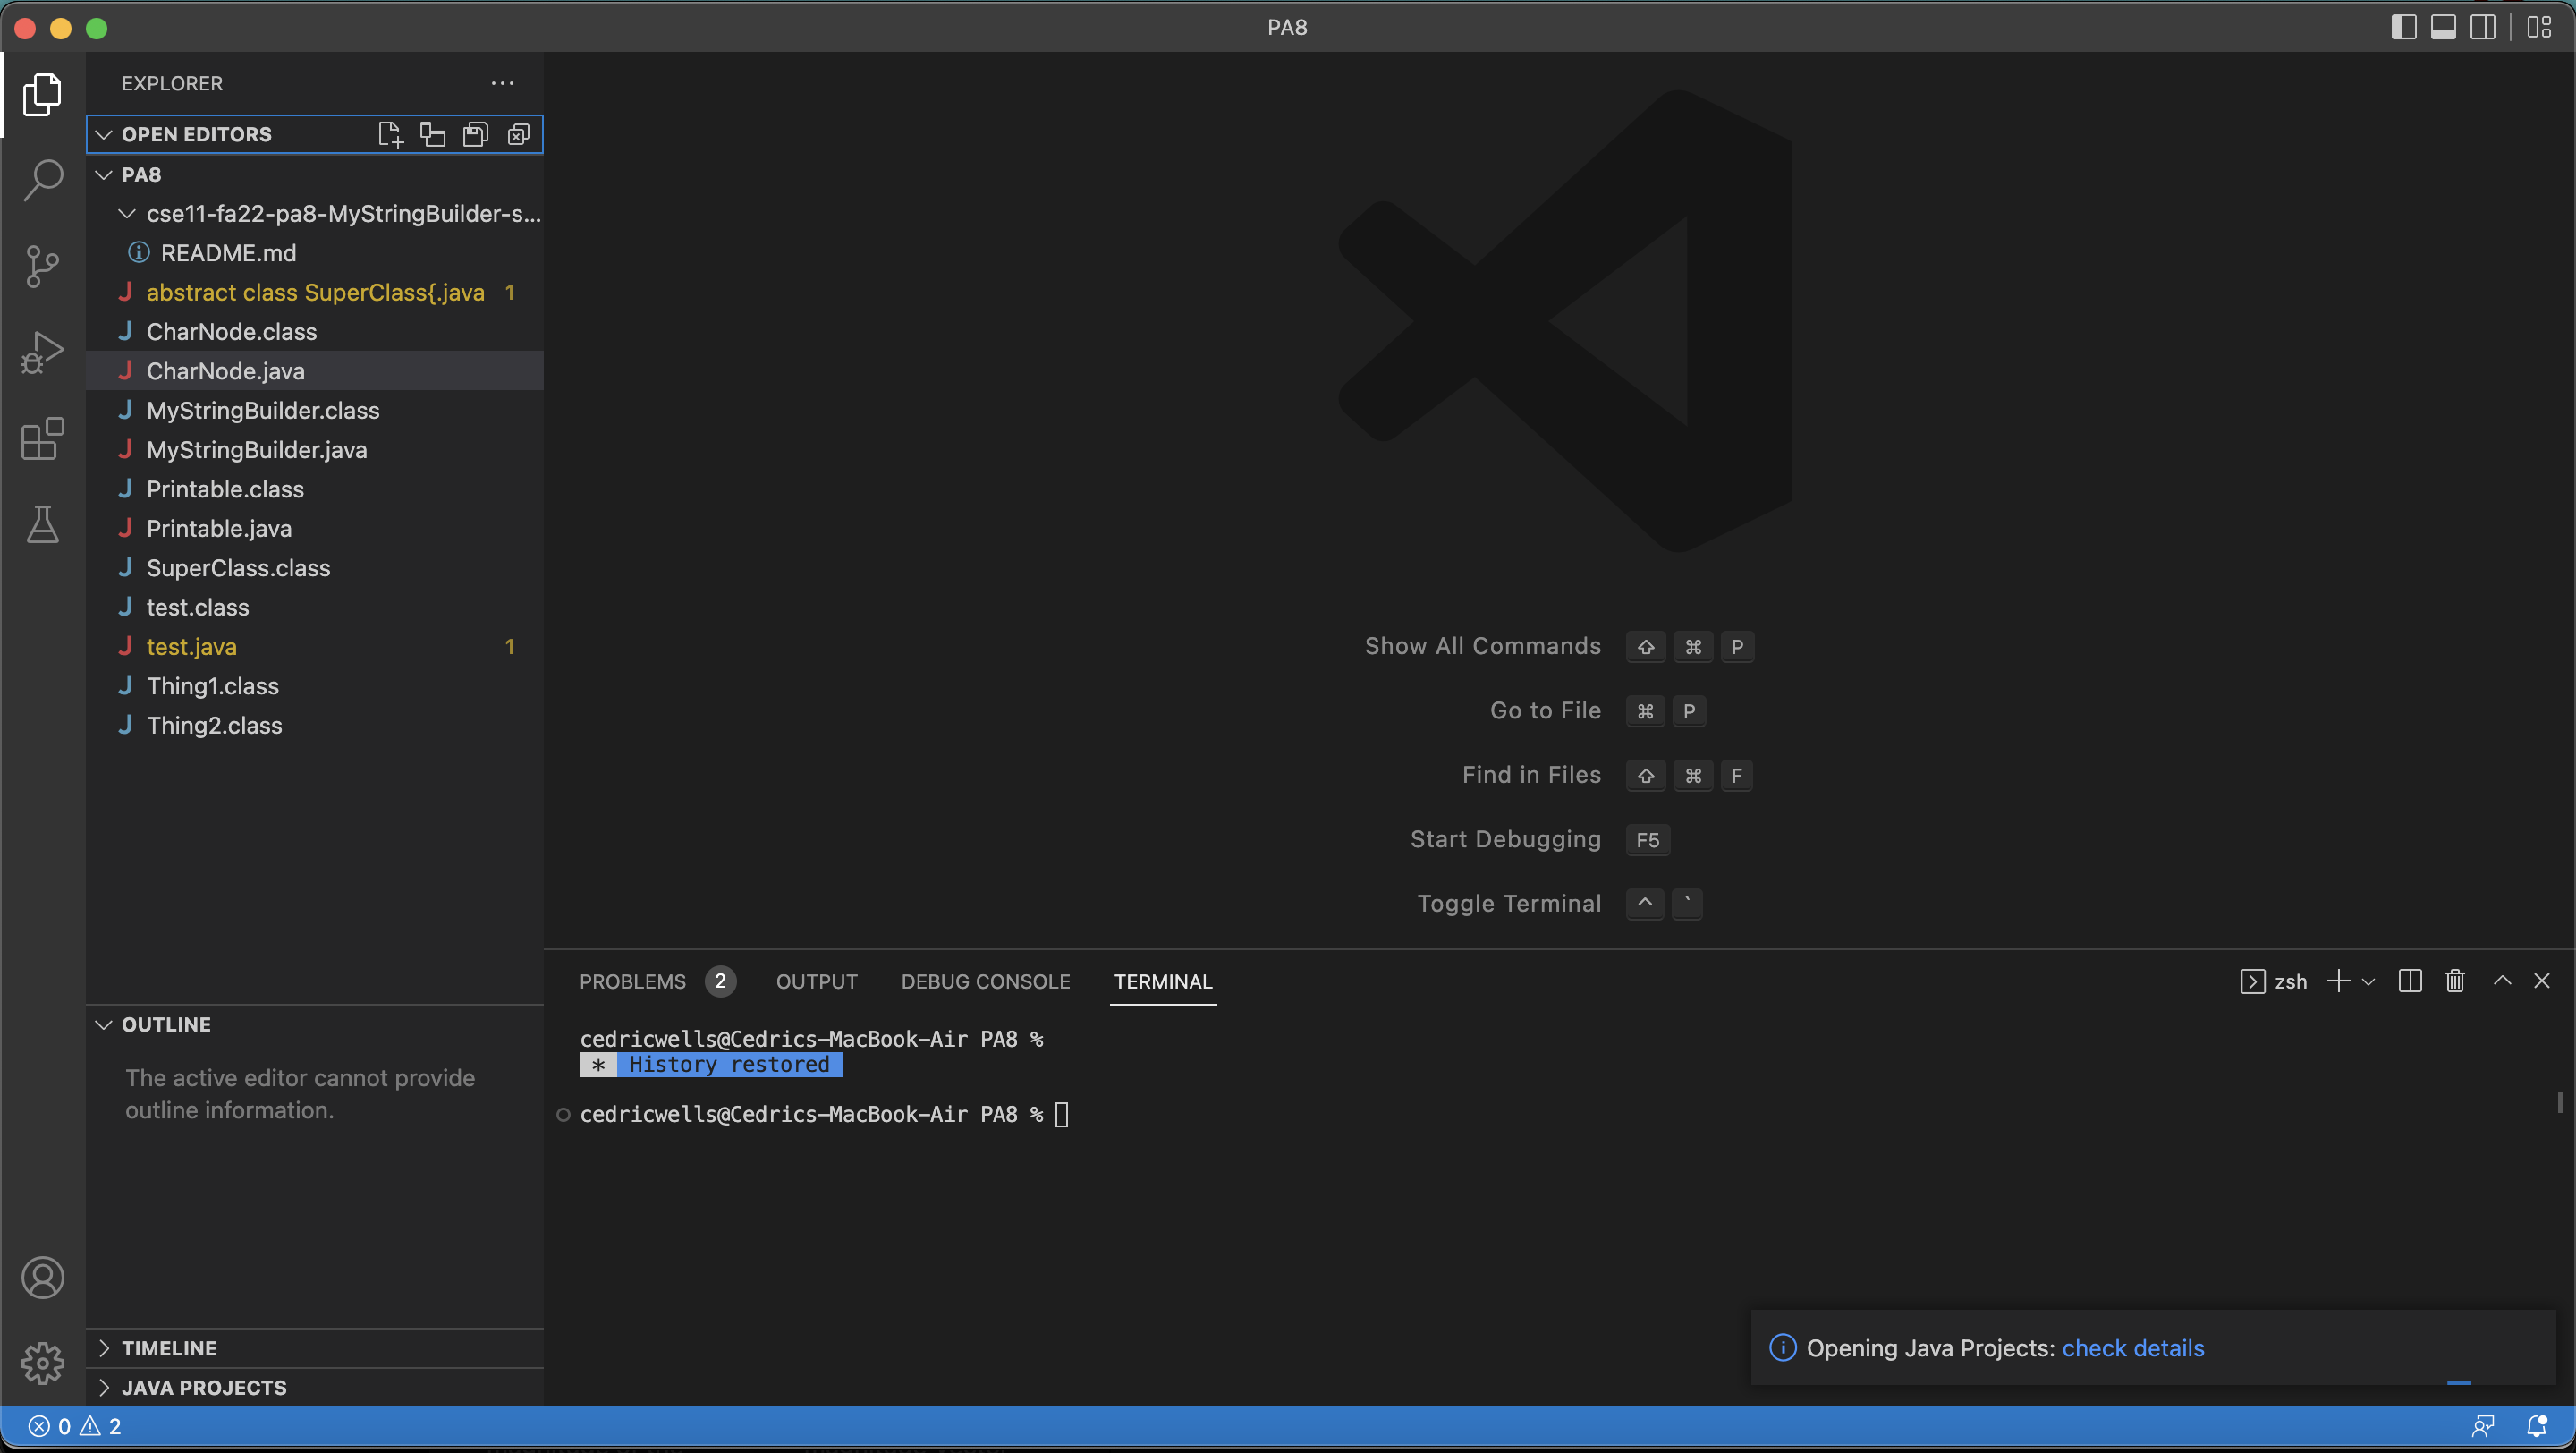 PA8
EXPLORER
OPEN EDITORS
PA8
cse11-fa22-pa8-MyStringBuilder-s...
README.md
abstract class SuperClass{.java 1
CharNode.class
CharNode.java
MyStringBuilder.class
MyStringBuilder.java
Printable.class
Printable.java
SuperClass.class
test.class
test.java 1
Thing1.class
Thing2.class
OUTLINE
The active editor cannot provide
outline information.
TIMELINE
JAVA PROJECTS
Show All Commands ⇧ ⌘ P
Go to File ⌘ P
Find in Files ⇧ ⌘ F
Start Debugging F5
Toggle Terminal ^ `
PROBLEMS 2 OUTPUT DEBUG CONSOLE TERMINAL zsh
cedricwells@Cedrics-MacBook-Air PA8 %
* History restored
cedricwells@Cedrics-MacBook-Air PA8 %
Opening Java Projects: check details
0 2